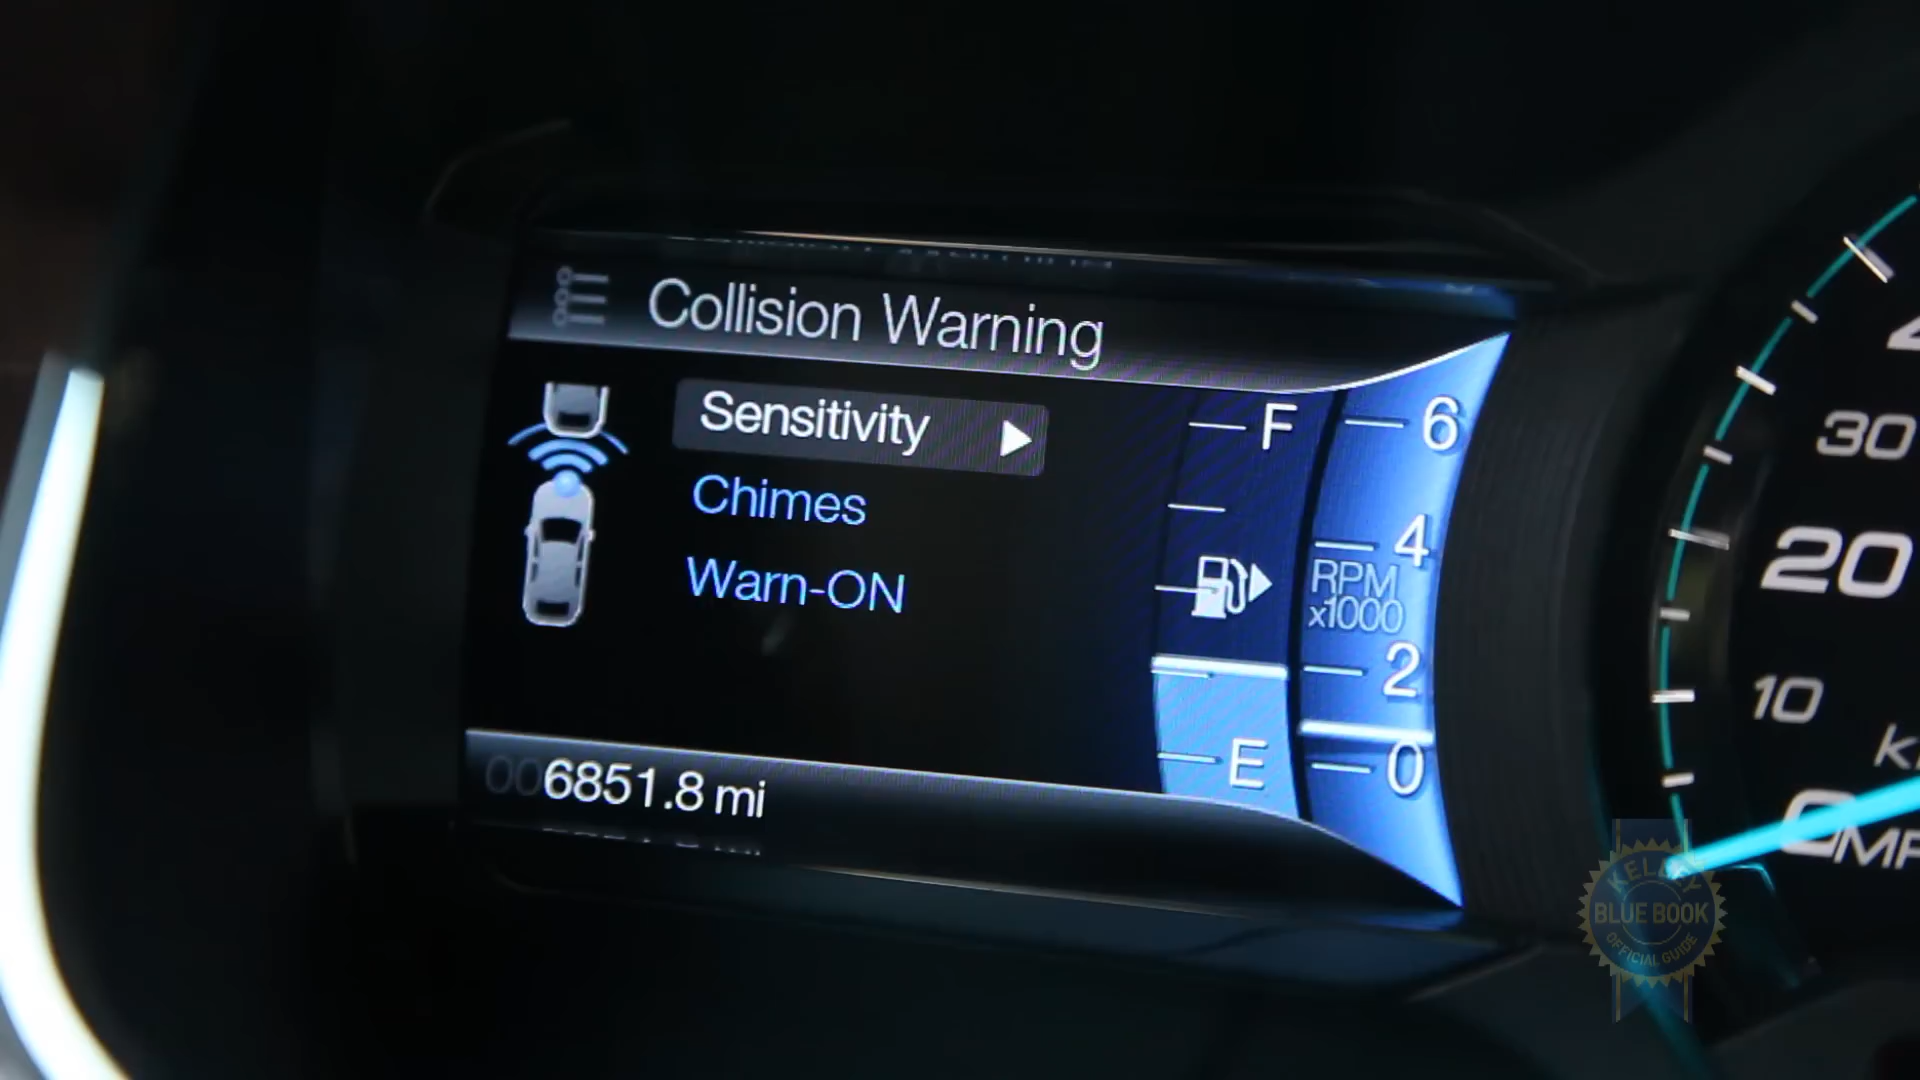 Collision Warning
Sensitivity
Chimes
Warn-ON
006851.8 mi
F
E
6
4
RPM
x1000
2
0
30
20
10
0
KELLEY
BLUE BOOK
OFFICIAL GUIDE